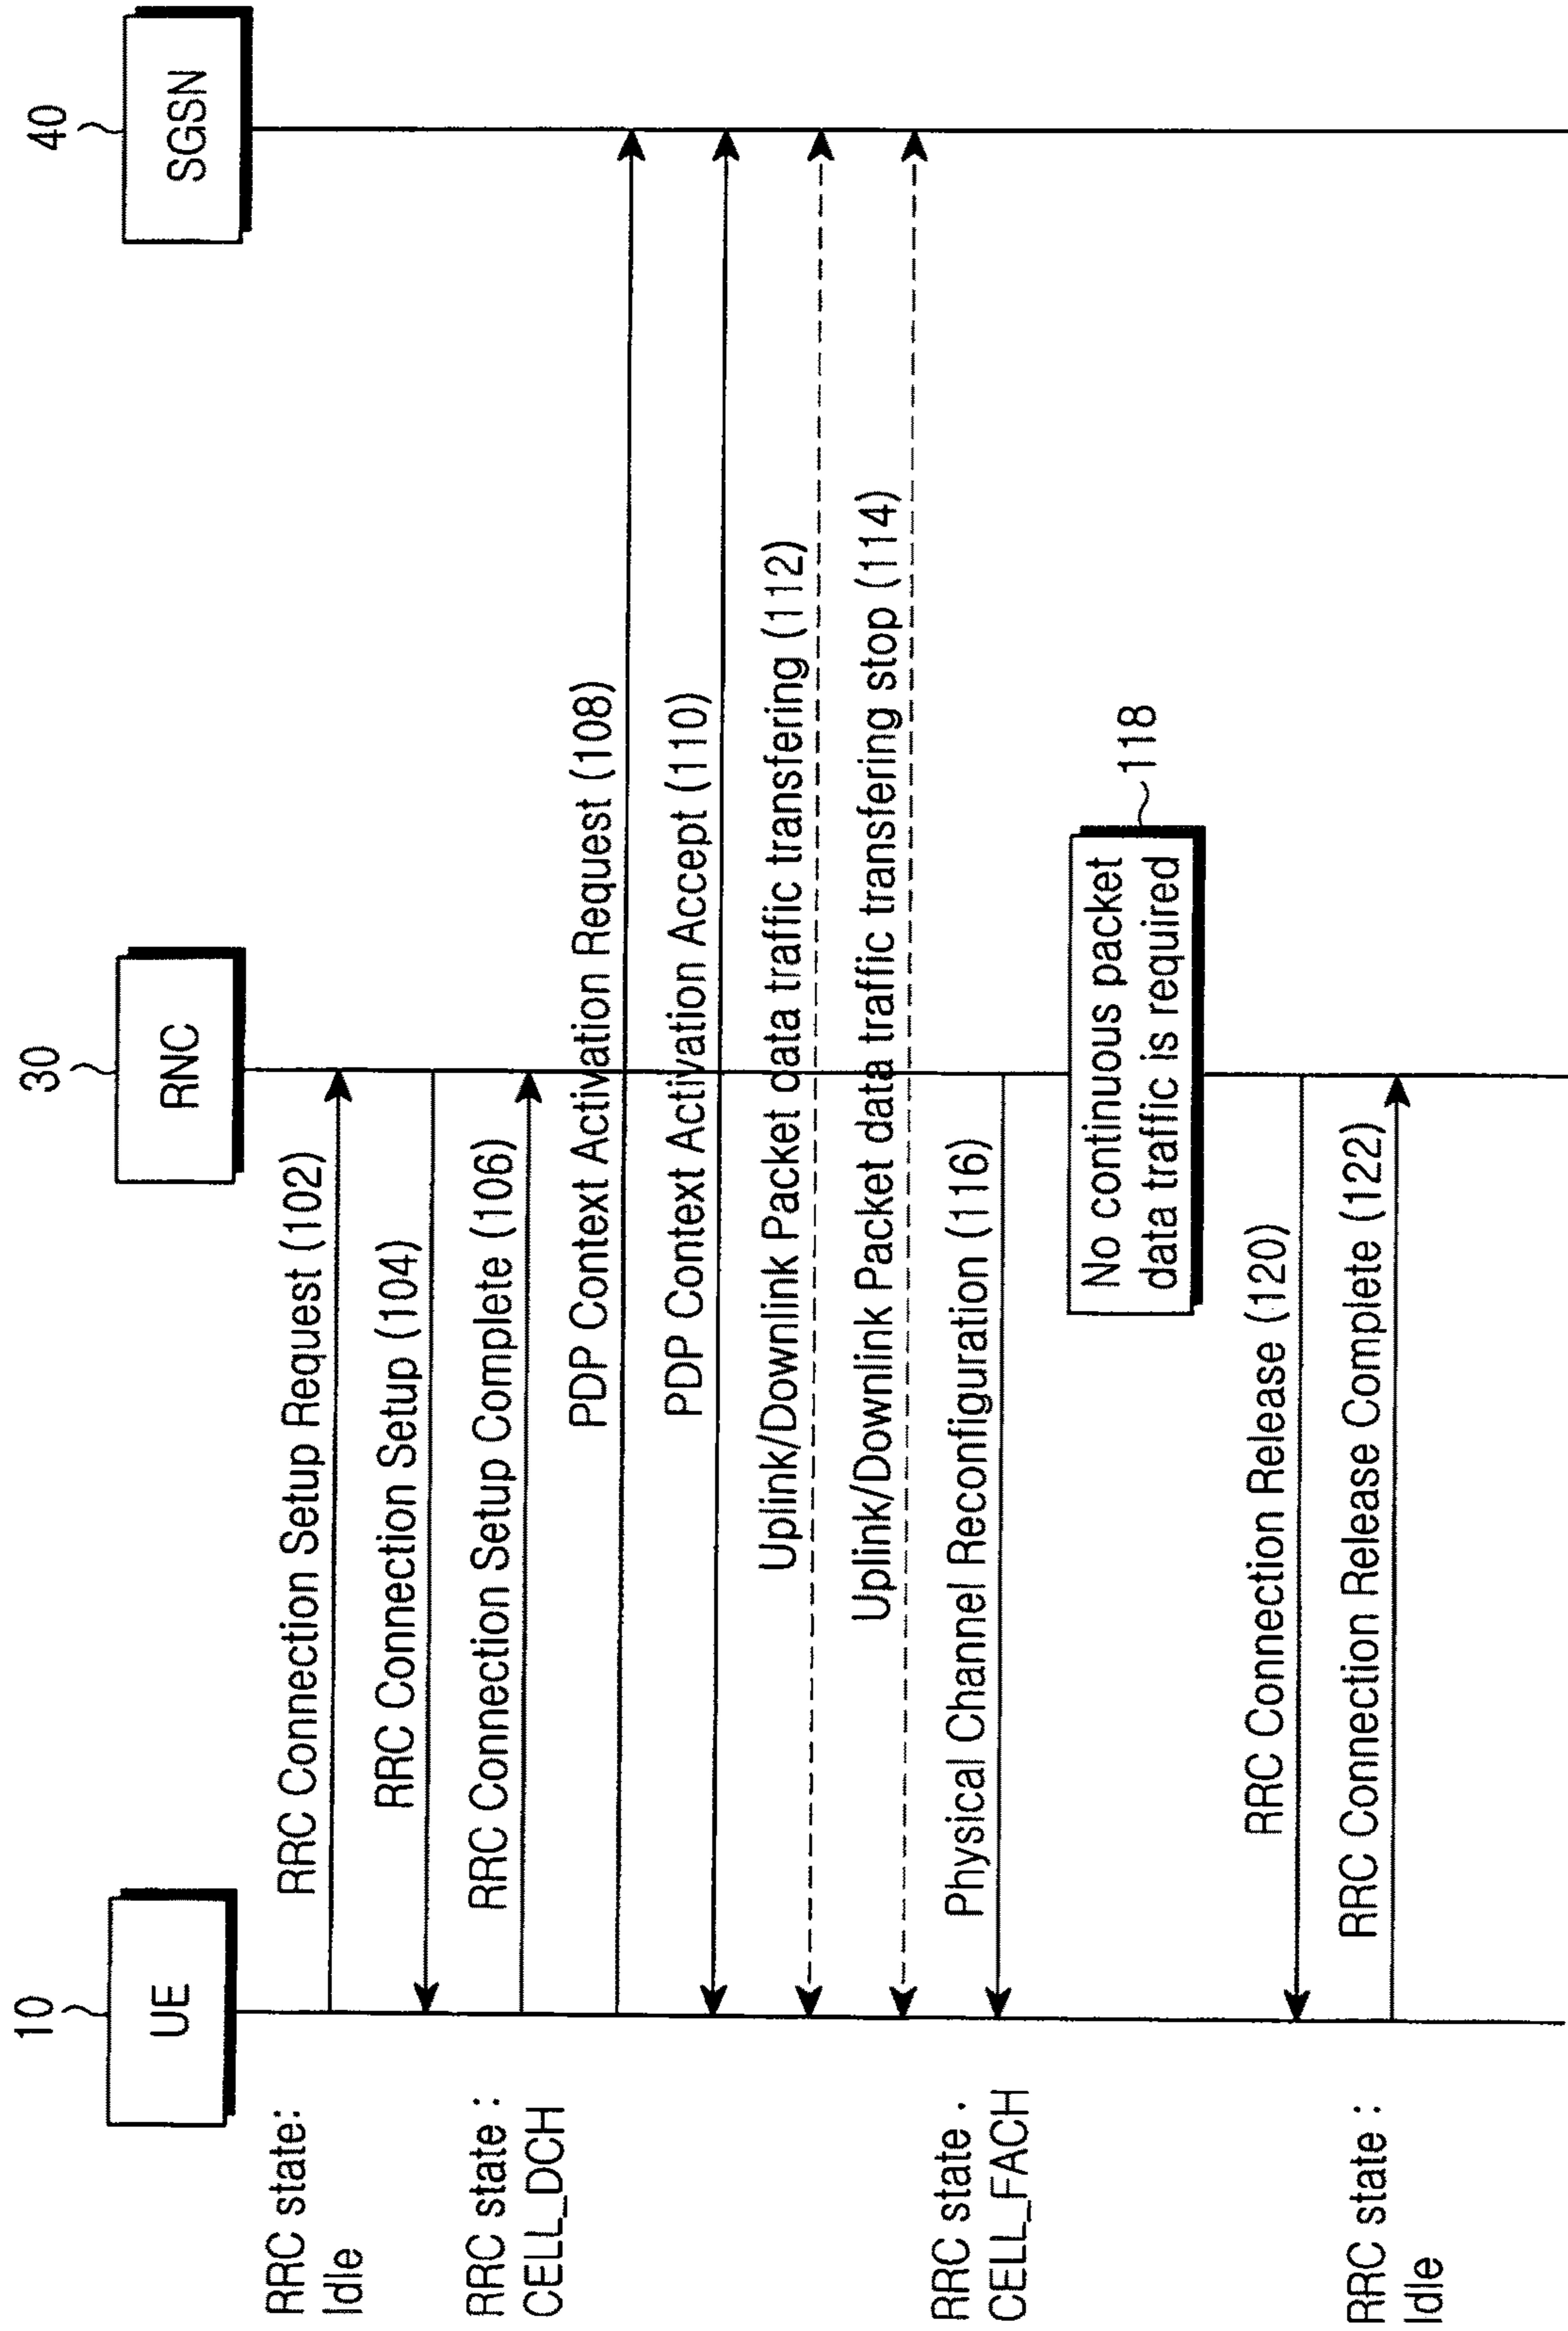 10
30
40
UE
RNC
SGSN
RRC state:
Idle
RRC Connection Setup Request (102)
RRC Connection Setup (104)
RRC state :
CELL_DCH
RRC Connection Setup Complete (106)
PDP Context Activation Request (108)
PDP Context Activation Accept (110)
Uplink/Downlink Packet data traffic transfering (112)
Uplink/Downlink Packet data traffic transfering stop (114)
RRC state .
CELL_FACH
Physical Channel Reconfiguration (116)
No continuous packet
data traffic is required
118
RRC Connection Release (120)
RRC state :
Idle
RRC Connection Release Complete (122)